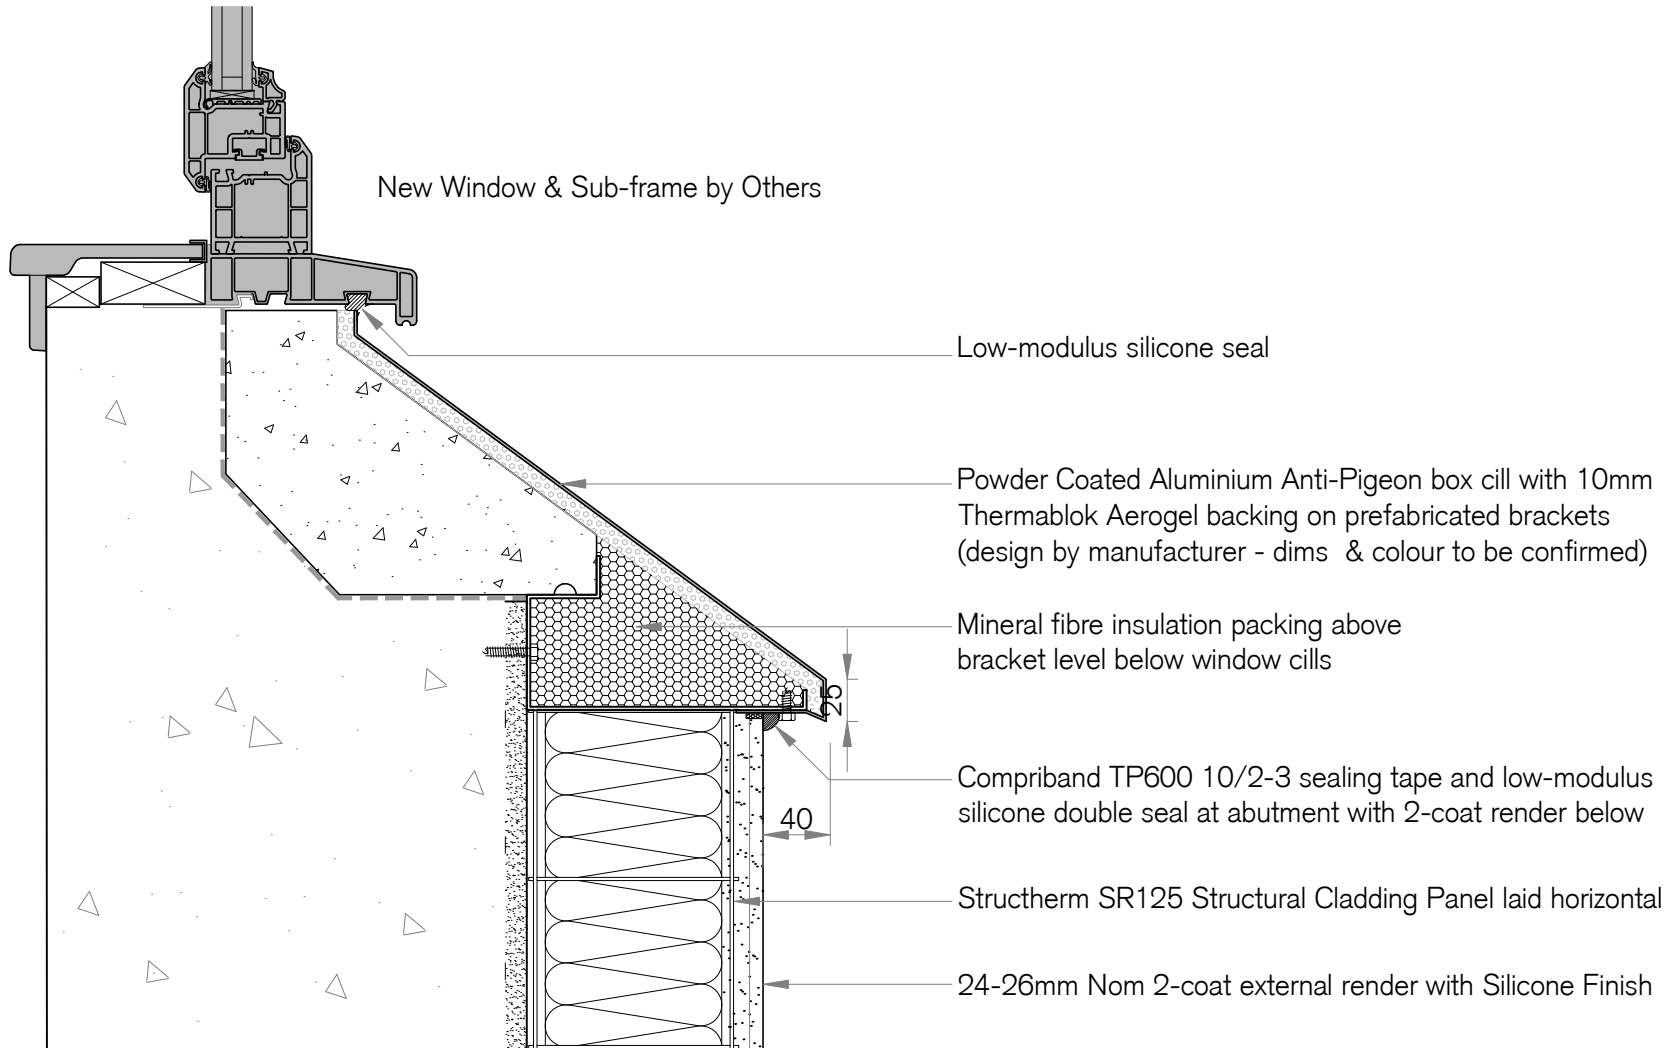 New Window & Sub-frame by Others
Low-modulus silicone seal
Powder Coated Aluminium Anti-Pigeon box cill with 10mm
Thermablok Aerogel backing on prefabricated brackets
(design by manufacturer - dims & colour to be confirmed)
Mineral fibre insulation packing above
bracket level below window cills
25
Compriband TP600 10/2-3 sealing tape and low-modulus
silicone double seal at abutment with 2-coat render below
40
Structherm SR125 Structural Cladding Panel laid horizontal
24-26mm Nom 2-coat external render with Silicone Finish